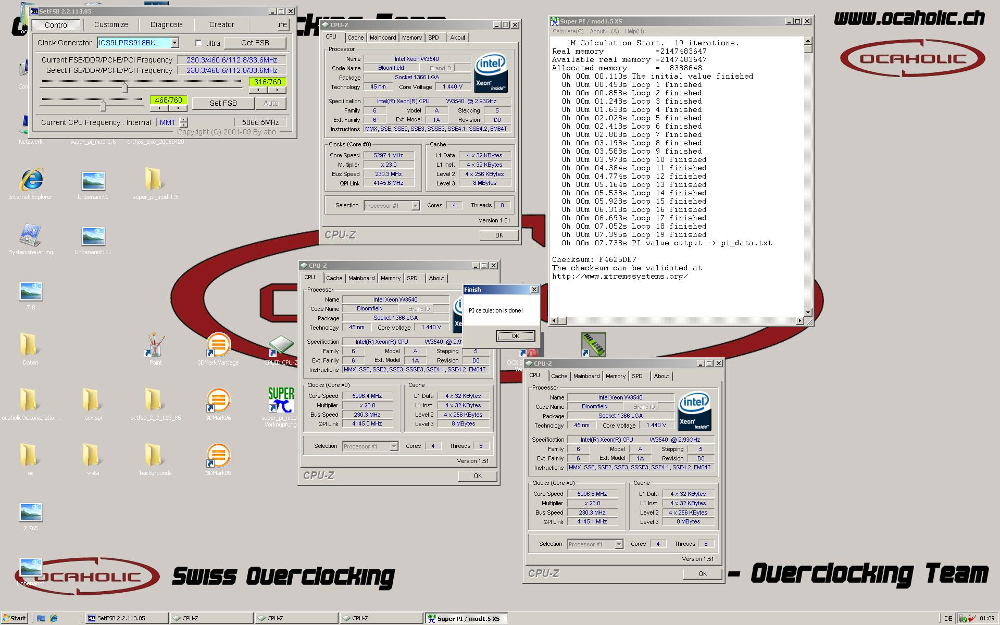 SetFSB 2.2.113.85
Control
Customize
Diagnosis
Creator
ure
Clock Generator
ICS9LPRS918BKL
Ultra
Get FSB
Current FSB/DDR/PCI-E/PCI Frequency 230.3/460.6/112.8/33.6MHz
Select FSB/DDR/PCI-E/PCI Frequency 230.3/460.6/112.8/33.6MHz
316/760
468/760
Set FSB
Auto
Current CPU Frequency : Internal
MMT
5066.5MHz
Copyright (C) 2001-09 By abo
Netzwerk
super_pi_mod-1.5
orthos_exe_20060420
Internet Explorer
Unbenannt1
super_pi_mod-1.5
Systemsteuerung
Unbenannt111
7.8
Daten
Paint
3DMark Vantage
CPUID CPU-Z
ocaholicOCcompilatio...
ocx spi
setfsb_2_2_113_85
3DMark06
super_pi_mod
Verknüpfung
oc
vista
backgrounds
3DMark05
7.765
Unbenannt
CPU-Z
CPU
Cache
Mainboard
Memory
SPD
About
Processor
Name Intel Xeon W3540
Code Name Bloomfield Brand ID
Package Socket 1366 LGA
Technology 45 nm Core Voltage 1.440 V
intel
Xeon
inside™
Specification Intel(R) Xeon(R) CPU W3540 @ 2.93GHz
Family 6 Model A Stepping 5
Ext. Family 6 Ext. Model 1A Revision D0
Instructions MMX, SSE, SSE2, SSE3, SSSE3, SSE4.1, SSE4.2, EM64T
Clocks (Core #0)
Core Speed 5297.1 MHz
Multiplier x 23.0
Bus Speed 230.3 MHz
QPI Link 4145.6 MHz
Cache
L1 Data 4 x 32 KBytes
L1 Inst. 4 x 32 KBytes
Level 2 4 x 256 KBytes
Level 3 8 MBytes
Selection Processor #1 Cores 4 Threads 8
Version 1.51
CPU-Z
OK
CPU-Z
CPU
Cache
Mainboard
Memory
SPD
About
Processor
Name Intel Xeon W3540
Code Name Bloomfield Brand ID
Package Socket 1366 LGA
Technology 45 nm Core Voltage 1.440 V
Specification Intel(R) Xeon(R) CPU W3540 @ 2.93
Family 6 Model A Stepping 5
Ext. Family 6 Ext. Model 1A Revision D0
Instructions MMX, SSE, SSE2, SSE3, SSSE3, SSE4.1, SSE4.2, EM64T
Clocks (Core #0)
Core Speed 5296.4 MHz
Multiplier x 23.0
Bus Speed 230.3 MHz
QPI Link 4145.0 MHz
Cache
L1 Data 4 x 32 KBytes
L1 Inst. 4 x 32 KBytes
Level 2 4 x 256 KBytes
Level 3 8 MBytes
Selection Processor #1 Cores 4 Threads 8
Version 1.51
CPU-Z
OK
Finish
PI calculation is done!
OK
Super PI / mod1.5 XS
Calculate(C) About...(A) Help(H)
1M Calculation Start. 19 iterations.
Real memory =2147483647
Available real memory =2147483647
Allocated memory = 8388648
0h 00m 00.110s The initial value finished
0h 00m 00.453s Loop 1 finished
0h 00m 00.858s Loop 2 finished
0h 00m 01.248s Loop 3 finished
0h 00m 01.638s Loop 4 finished
0h 00m 02.028s Loop 5 finished
0h 00m 02.418s Loop 6 finished
0h 00m 02.808s Loop 7 finished
0h 00m 03.198s Loop 8 finished
0h 00m 03.588s Loop 9 finished
0h 00m 03.978s Loop 10 finished
0h 00m 04.384s Loop 11 finished
0h 00m 04.774s Loop 12 finished
0h 00m 05.164s Loop 13 finished
0h 00m 05.538s Loop 14 finished
0h 00m 05.928s Loop 15 finished
0h 00m 06.318s Loop 16 finished
0h 00m 06.693s Loop 17 finished
0h 00m 07.052s Loop 18 finished
0h 00m 07.395s Loop 19 finished
0h 00m 07.738s PI value output -> pi_data.txt
Checksum: F4625DE7
The checksum can be validated at
http://www.xtremesystems.org/
www.ocaholic.ch
OCAHOLIC
CPU-Z
CPU
Cache
Mainboard
Memory
SPD
About
Processor
Name Intel Xeon W3540
Code Name Bloomfield Brand ID
Package Socket 1366 LGA
Technology 45 nm Core Voltage 1.440 V
intel
Xeon
inside™
Specification Intel(R) Xeon(R) CPU W3540 @ 2.93GHz
Family 6 Model A Stepping 5
Ext. Family 6 Ext. Model 1A Revision D0
Instructions MMX, SSE, SSE2, SSE3, SSSE3, SSE4.1, SSE4.2, EM64T
Clocks (Core #0)
Core Speed 5296.6 MHz
Multiplier x 23.0
Bus Speed 230.3 MHz
QPI Link 4145.1 MHz
Cache
L1 Data 4 x 32 KBytes
L1 Inst. 4 x 32 KBytes
Level 2 4 x 256 KBytes
Level 3 8 MBytes
Selection Processor #1 Cores 4 Threads 8
Version 1.51
CPU-Z
OK
OCAHOLIC
Swiss Overclocking
- Overclocking Team
Start
SetFSB 2.2.113.85
CPU-Z
CPU-Z
CPU-Z
Super PI / mod1.5 XS
DE
01:09